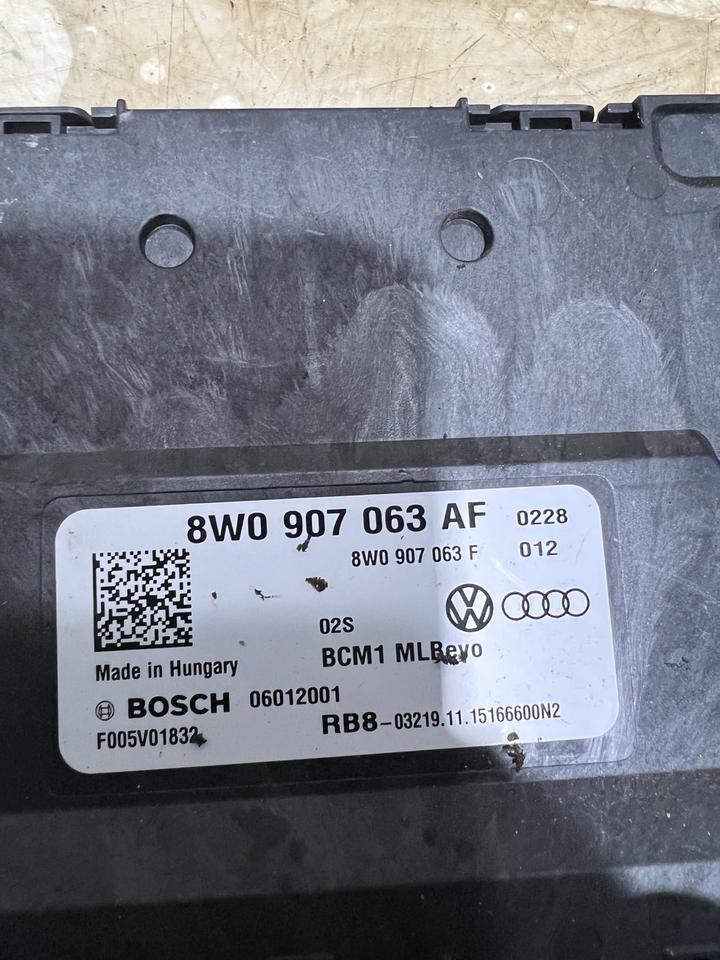 8W0 907 063 AF 0228
8W0 907 063 F 012
02S
BCM1 MLBevo
Made in Hungary
BOSCH 06012001
RB8-03219.11.15166600N2
F005V01832